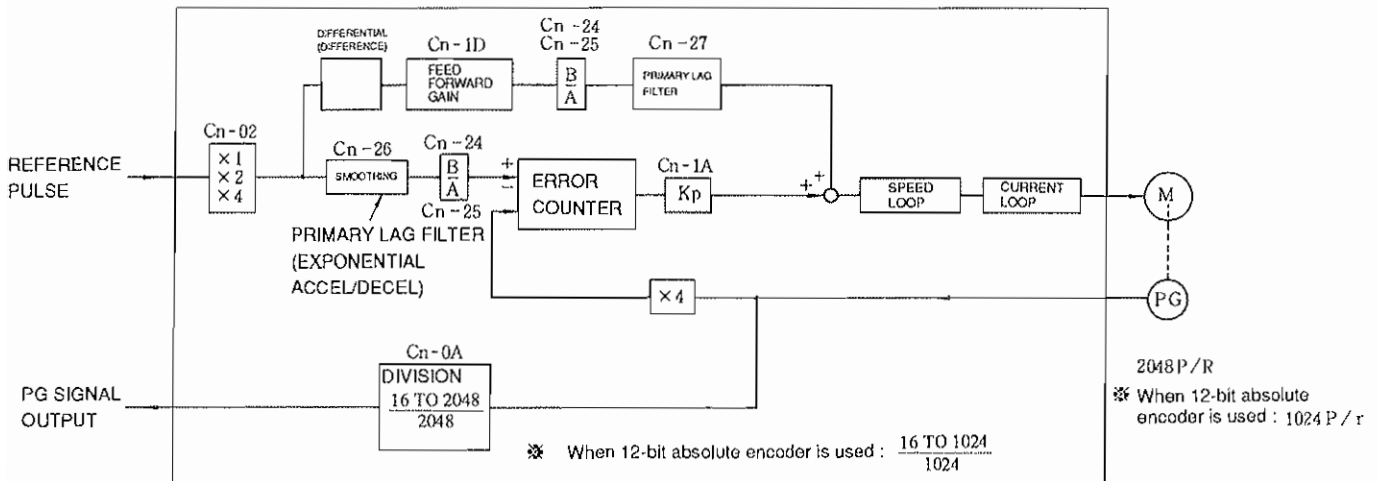 DIFFERENTIAL
(DIFFERENCE)
Cn-1D
FEED
FORWARD
GAIN
Cn-24
Cn-25
B
A
Cn-27
PRIMARY LAG
FILTER
REFERENCE
PULSE
Cn-02
×1
×2
×4
Cn-26
SMOOTHING
PRIMARY LAG FILTER
(EXPONENTIAL
ACCEL/DECEL)
Cn-24
B
A
Cn-25
+
−
ERROR
COUNTER
Cn-1A
Kp
+
+
SPEED
LOOP
CURRENT
LOOP
M
×4
PG
PG SIGNAL
OUTPUT
Cn-0A
DIVISION
16 TO 2048
2048
※ When 12-bit absolute encoder is used : 16 TO 1024
1024
2048P/R
※ When 12-bit absolute
encoder is used : 1024P/r